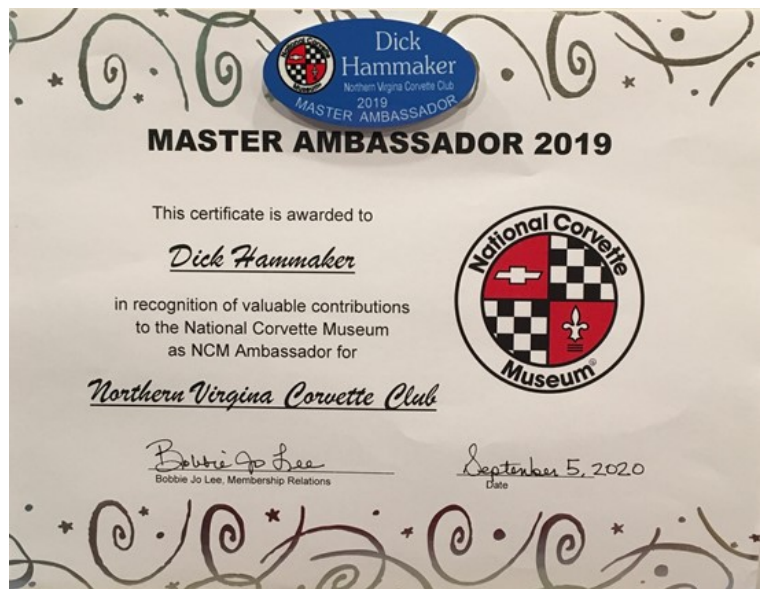 National Corvette
Museum
Dick
Hammaker
Northern Virgina Corvette Club
2019
MASTER AMBASSADOR
MASTER AMBASSADOR 2019
This certificate is awarded to
Dick Hammaker
in recognition of valuable contributions
to the National Corvette Museum
as NCM Ambassador for
Northern Virgina Corvette Club
National Corvette
Museum®
Bobbie Jo Lee
Bobbie Jo Lee, Membership Relations
September 5, 2020
Date